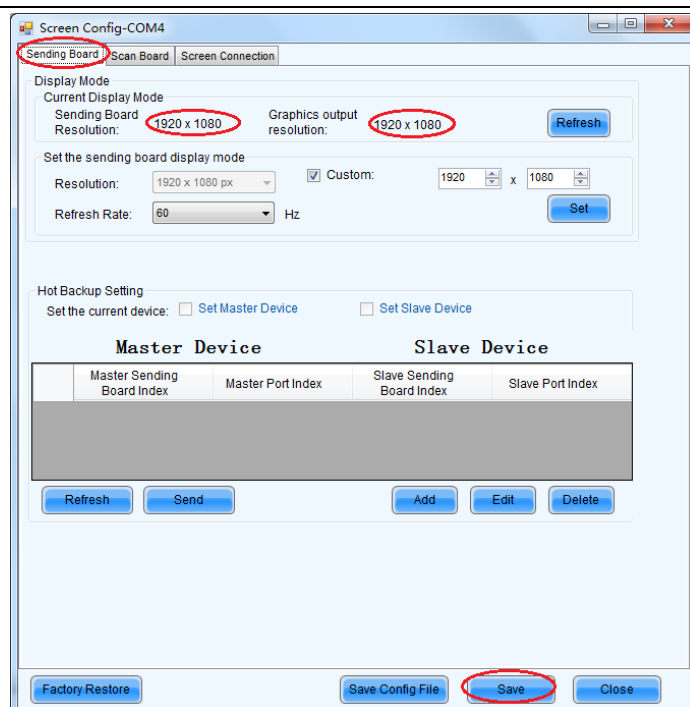 Screen Config-COM4
Sending Board Scan Board Screen Connection
Display Mode
Current Display Mode
Sending Board Resolution: 1920 x 1080 Graphics output resolution: 1920 x 1080 Refresh
Set the sending board display mode
Resolution: 1920 x 1080 px Custom: 1920 x 1080
Refresh Rate: 60 Hz Set
Hot Backup Setting
Set the current device: Set Master Device Set Slave Device
Master Device Slave Device
Master Sending Board Index Master Port Index Slave Sending Board Index Slave Port Index
Refresh Send Add Edit Delete
Factory Restore Save Config File Save Close